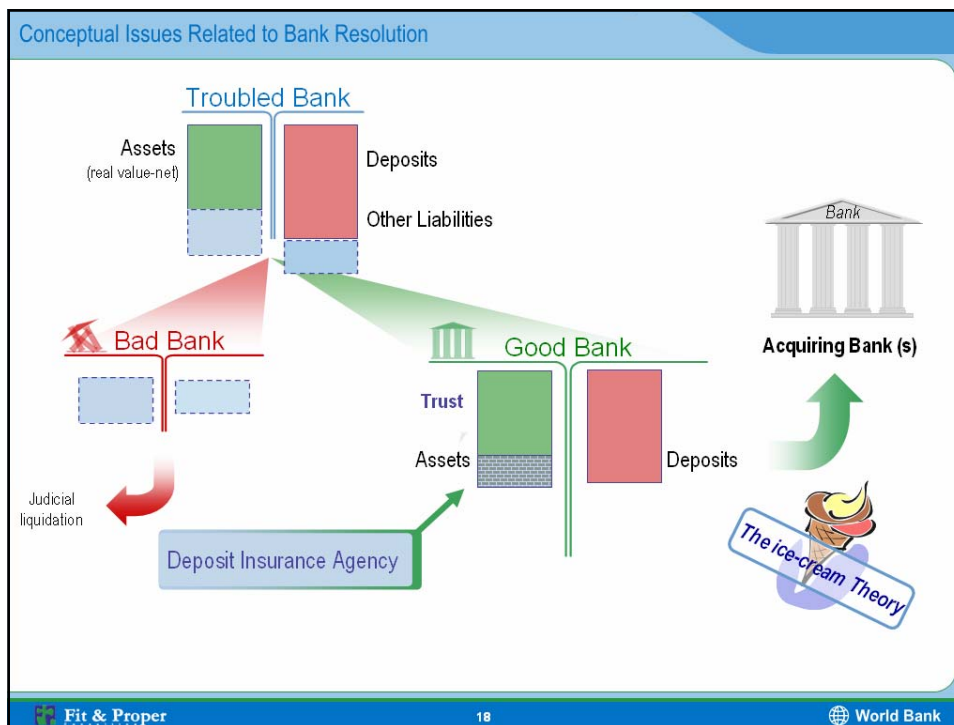 Conceptual Issues Related to Bank Resolution
Troubled Bank
Assets
(real value-net)
Deposits
Other Liabilities
Bank
Acquiring Bank (s)
Bad Bank
Good Bank
Trust
Assets
Deposits
Judicial
liquidation
Deposit Insurance Agency
The ice-cream Theory
Fit & Proper
18
World Bank